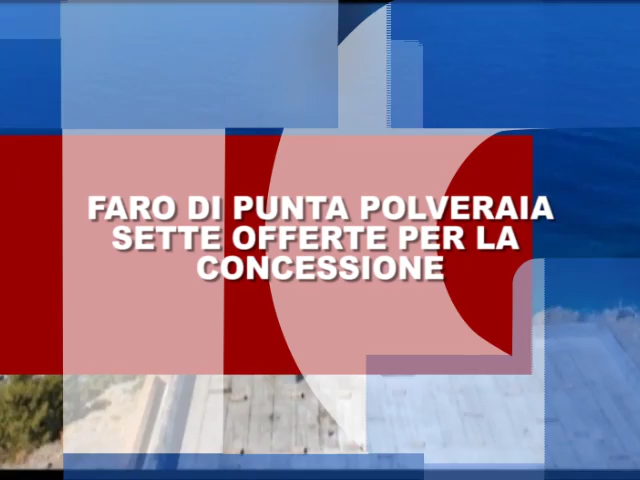 FARO DI PUNTA POLVERAIA
SETTE OFFERTE PER LA
CONCESSIONE